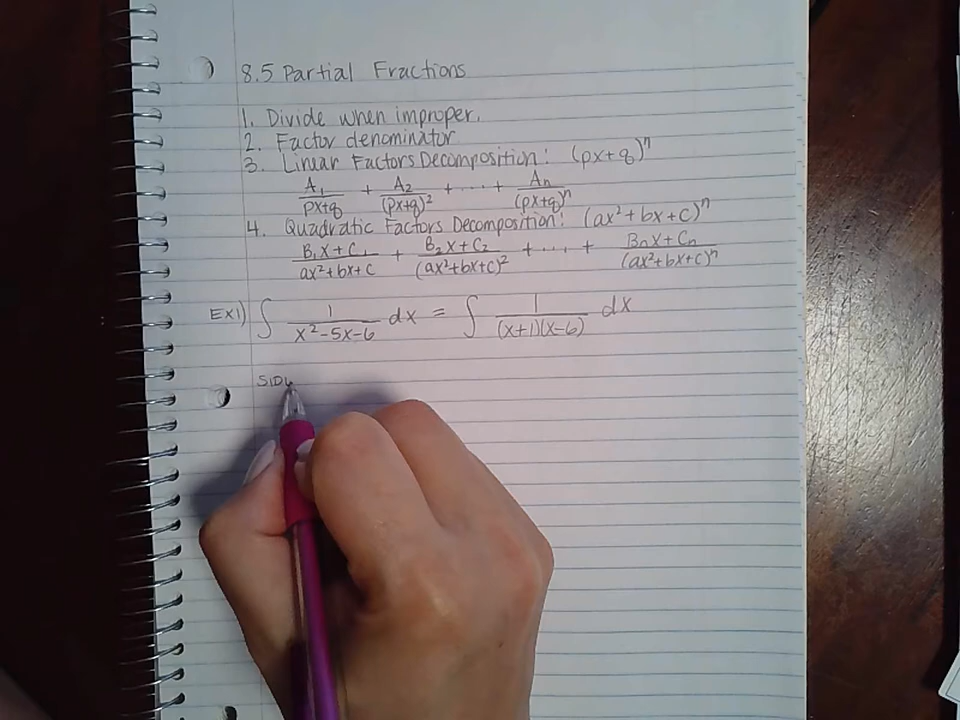 8.5 Partial Fractions
1. Divide when improper.
2. Factor denominator
3. Linear Factors Decomposition: (px+q)^n
A₁/(px+q) + A₂/(px+q)² + ... + Aₙ/(px+q)^n
4. Quadratic Factors Decomposition: (ax²+bx+c)^n
(B₁x+C₁)/(ax²+bx+c) + (B₂x+C₂)/(ax²+bx+c)² + ... + (Bₙx+Cₙ)/(ax²+bx+c)^n
EX1) ∫ 1/(x²-5x-6) dx = ∫ 1/((x+1)(x-6)) dx